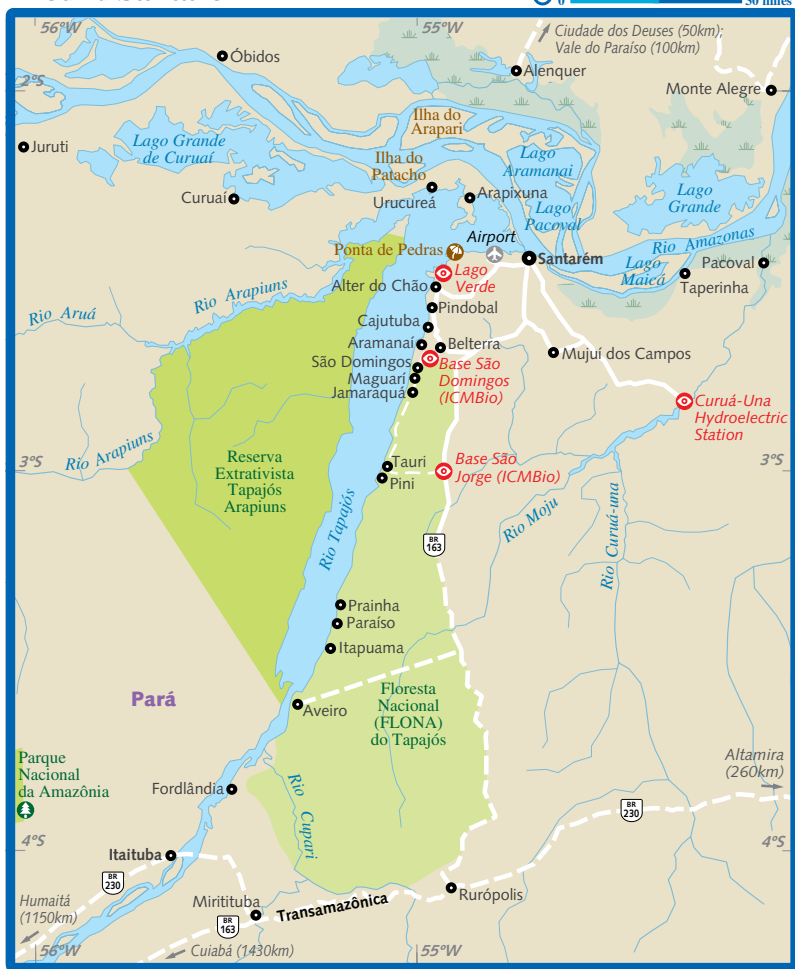 0
50 miles
56°W
55°W
Ciudade dos Deuses (50km);
Vale do Paraíso (100km)
Óbidos
Alenquer
2°S
Monte Alegre
Ilha do
Arapari
Juruti
Lago Grande
de Curuaí
Lago
Aramanai
Ilha do
Patacho
Curuaí
Urucureá
Arapixuna
Lago
Pacoval
Lago
Grande
Rio Amazonas
Airport
Ponta de Pedras
Santarém
Lago
Maicá
Pacoval
Taperinha
Lago
Verde
Alter do Chão
Rio Arapiuns
Rio Aruá
Pindobal
Cajutuba
Aramanaí
Belterra
Mujuí dos Campos
São Domingos
Maguarí
Jamaraquá
Base São
Domingos
(ICMBio)
Curuá-Una
Hydroelectric
Station
Rio Arapiuns
3°S
3°S
Reserva
Extrativista
Tapajós
Arapiuns
Tauri
Pini
Base São
Jorge (ICMBio)
Rio Tapajós
Rio Moju
Rio Curuá-una
BR
163
Prainha
Paraíso
Itapuama
Pará
Aveiro
Floresta
Nacional
(FLONA)
do Tapajós
Parque
Nacional
da Amazônia
Fordlândia
Rio Cupari
Altamira
(260km)
BR
230
4°S
4°S
Itaituba
BR
230
Humaitá
(1150km)
Miritituba
BR
163
Transamazônica
Rurópolis
56°W
Cuiabá (1430km)
55°W